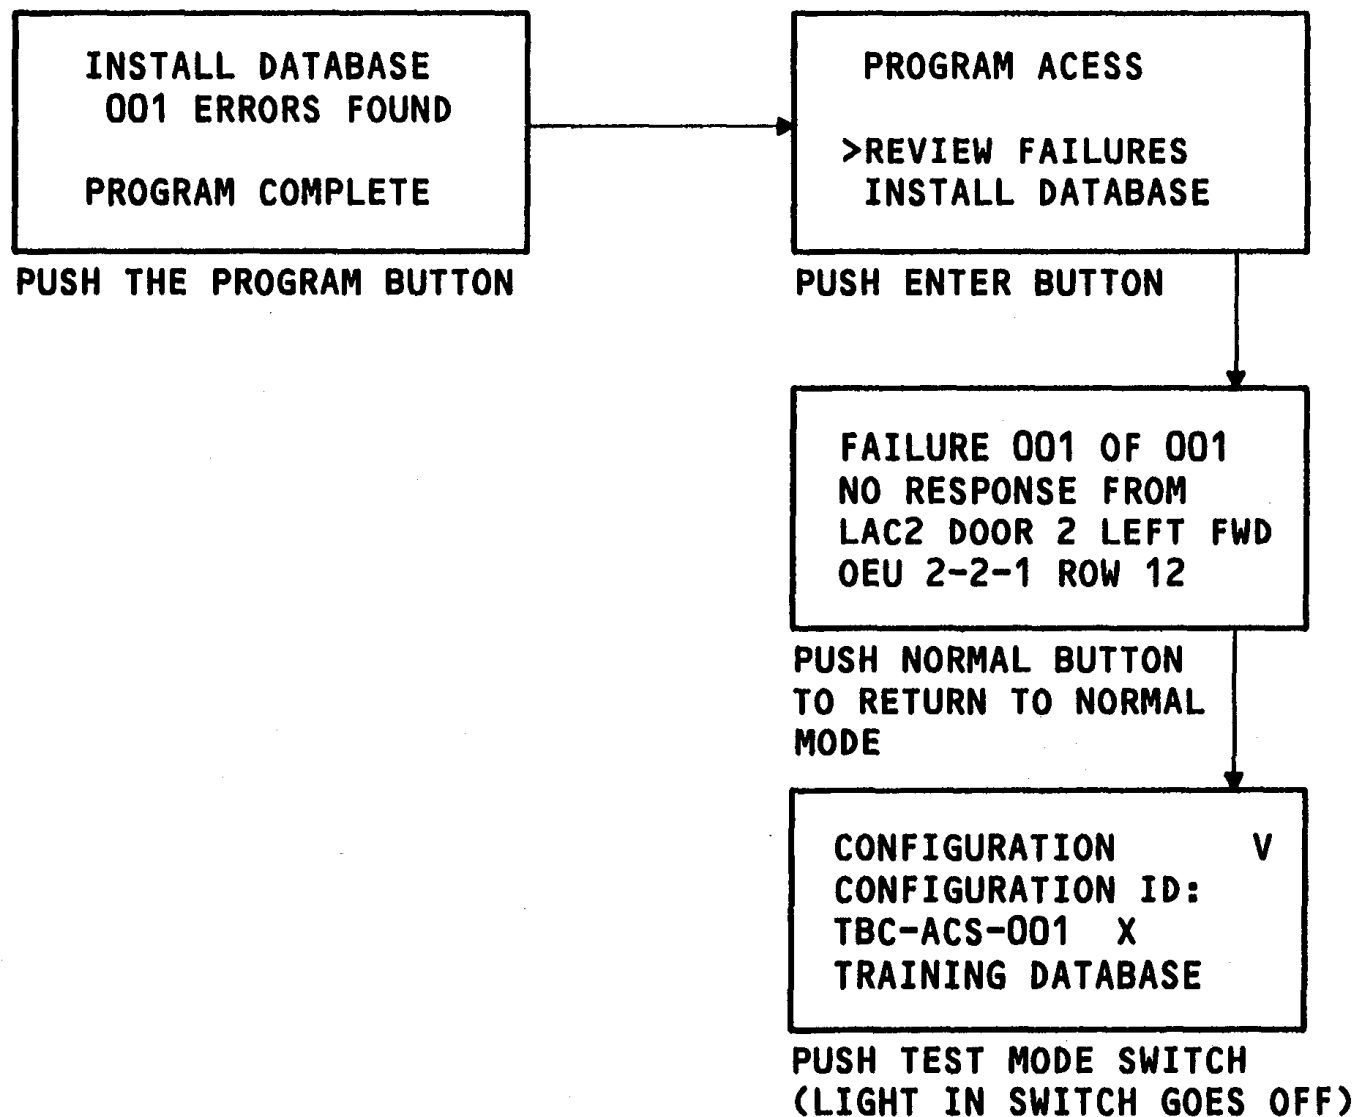 INSTALL DATABASE
001 ERRORS FOUND
PROGRAM COMPLETE
PUSH THE PROGRAM BUTTON
PROGRAM ACESS
>REVIEW FAILURES
INSTALL DATABASE
PUSH ENTER BUTTON
FAILURE 001 OF 001
NO RESPONSE FROM
LAC2 DOOR 2 LEFT FWD
OEU 2-2-1 ROW 12
PUSH NORMAL BUTTON
TO RETURN TO NORMAL
MODE
CONFIGURATION V
CONFIGURATION ID:
TBC-ACS-001 X
TRAINING DATABASE
PUSH TEST MODE SWITCH
(LIGHT IN SWITCH GOES OFF)